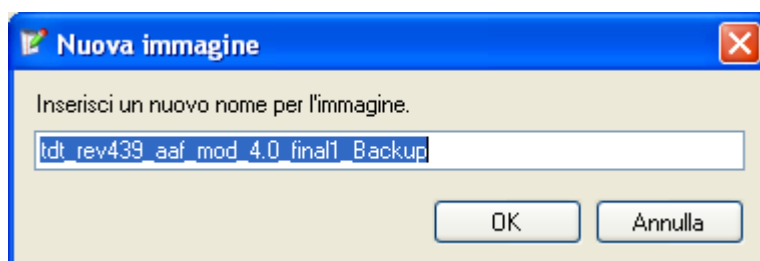 Nuova immagine
Inserisci un nuovo nome per l'immagine.
tdt_rev439_aaf_mod_4.0_final1_Backup
OK Annulla